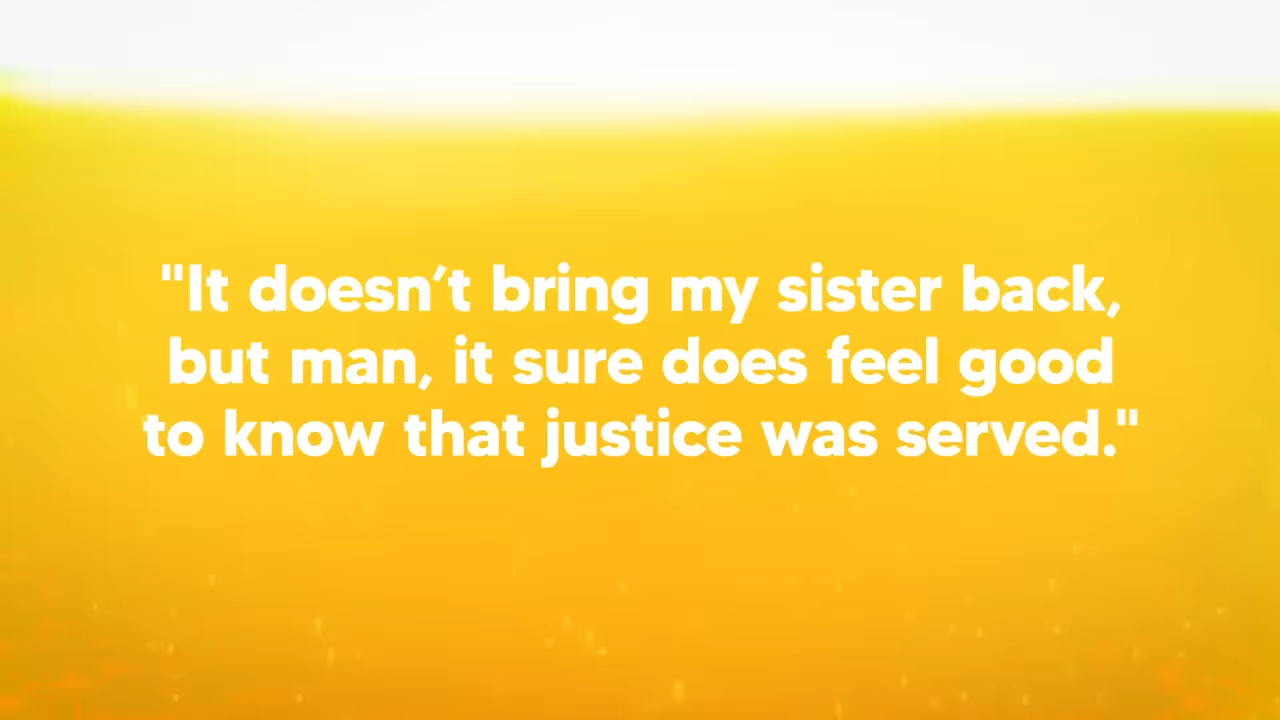 "It doesn’t bring my sister back,
but man, it sure does feel good
to know that justice was served."